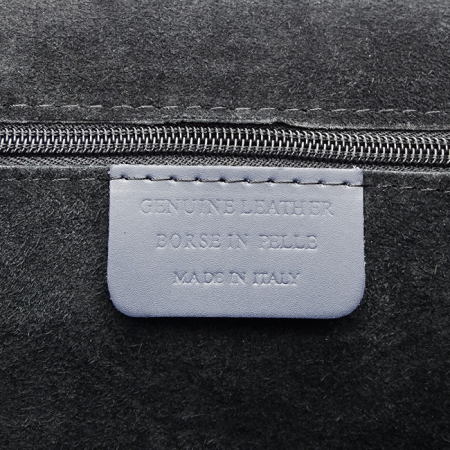 GENUINE LEATHER
BORSE IN PELLE
MADE IN ITALY